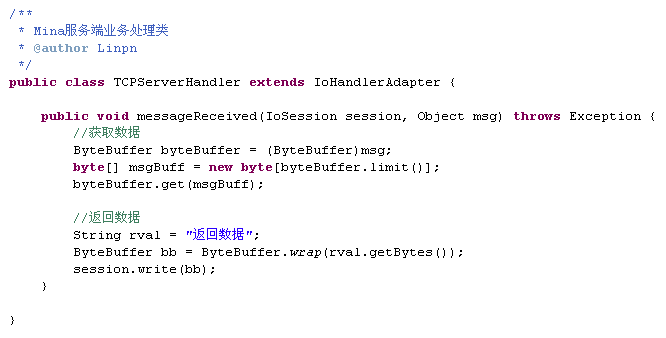 /**
 * Mina服务端业务处理类
 * @author Linpn
 */
public class TCPServerHandler extends IoHandlerAdapter {
    public void messageReceived(IoSession session, Object msg) throws Exception {
        //获取数据
        ByteBuffer byteBuffer = (ByteBuffer)msg;
        byte[] msgBuff = new byte[byteBuffer.limit()];
        byteBuffer.get(msgBuff);
        //返回数据
        String rval = "返回数据";
        ByteBuffer bb = ByteBuffer.wrap(rval.getBytes());
        session.write(bb);
    }
}